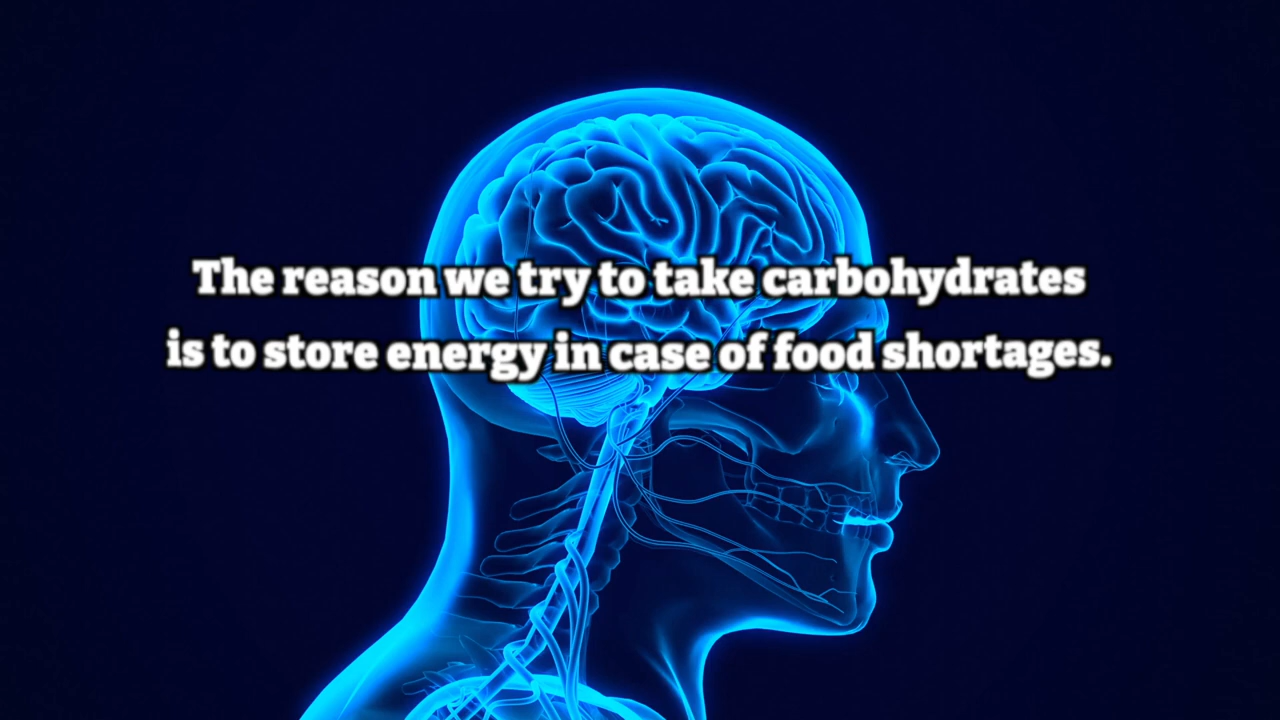 The reason we try to take carbohydrates
is to store energy in case of food shortages.